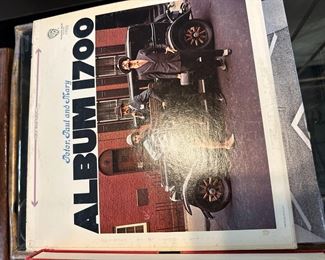 Peter, Paul and Mary
ALBUM 1700